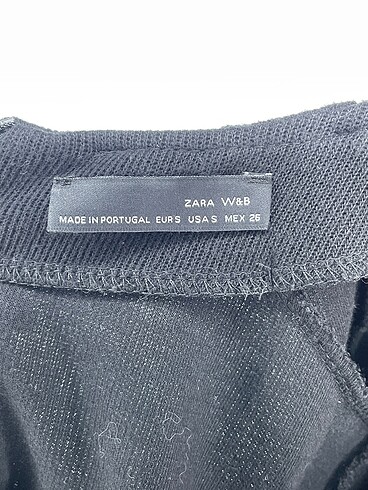 ZARA W&B
MADE IN PORTUGAL EUR S USA S MEX 26